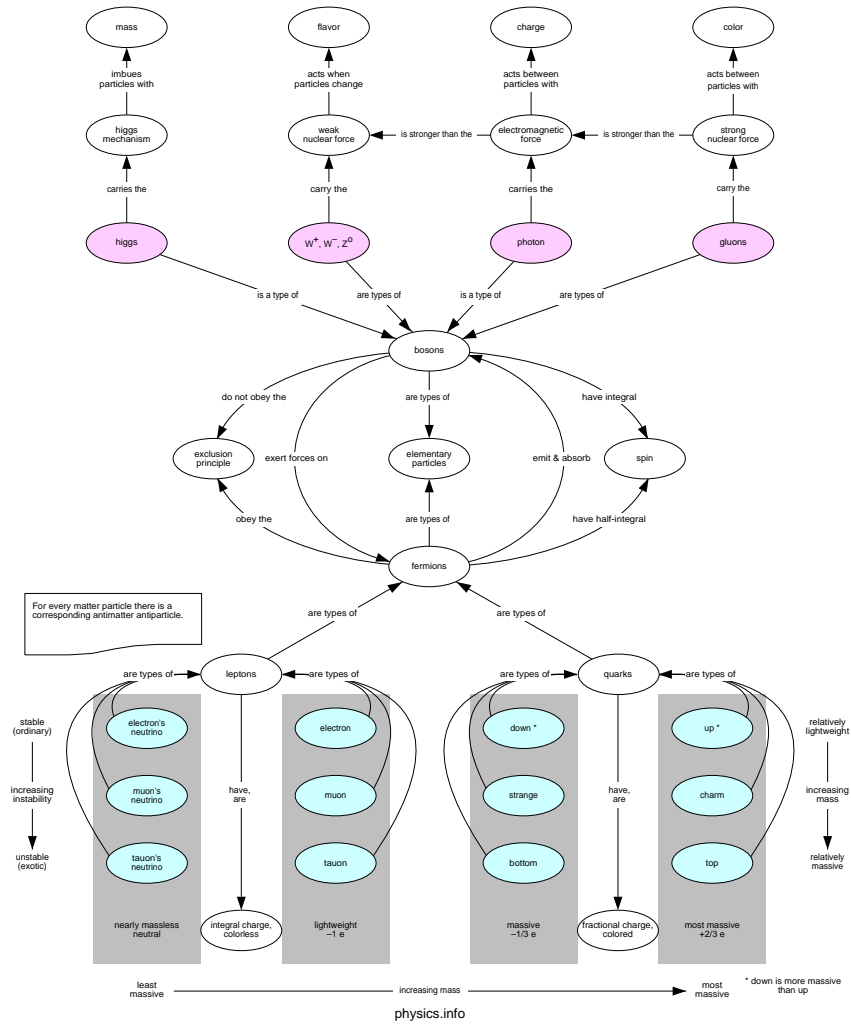 mass
flavor
charge
color
imbues
particles with
acts when
particles change
acts between
particles with
acts between
particles with
higgs
mechanism
weak
nuclear force
is stronger than the
electromagnetic
force
is stronger than the
strong
nuclear force
carries the
carry the
carries the
carry the
higgs
W+, W–, Z0
photon
gluons
is a type of
are types of
is a type of
are types of
bosons
do not obey the
are types of
have integral
exclusion
principle
exert forces on
elementary
particles
emit & absorb
spin
obey the
are types of
have half-integral
fermions
For every matter particle there is a
corresponding antimatter antiparticle.
are types of
are types of
are types of
leptons
are types of
are types of
quarks
are types of
stable
(ordinary)
electron's
neutrino
electron
down *
up *
relatively
lightweight
increasing
instability
muon's
neutrino
have,
are
muon
strange
have,
are
charm
increasing
mass
unstable
(exotic)
tauon's
neutrino
tauon
bottom
top
relatively
massive
nearly massless
neutral
integral charge,
colorless
lightweight
–1 e
massive
–1/3 e
fractional charge,
colored
most massive
+2/3 e
least
massive
increasing mass
most
massive
* down is more massive
than up
physics.info